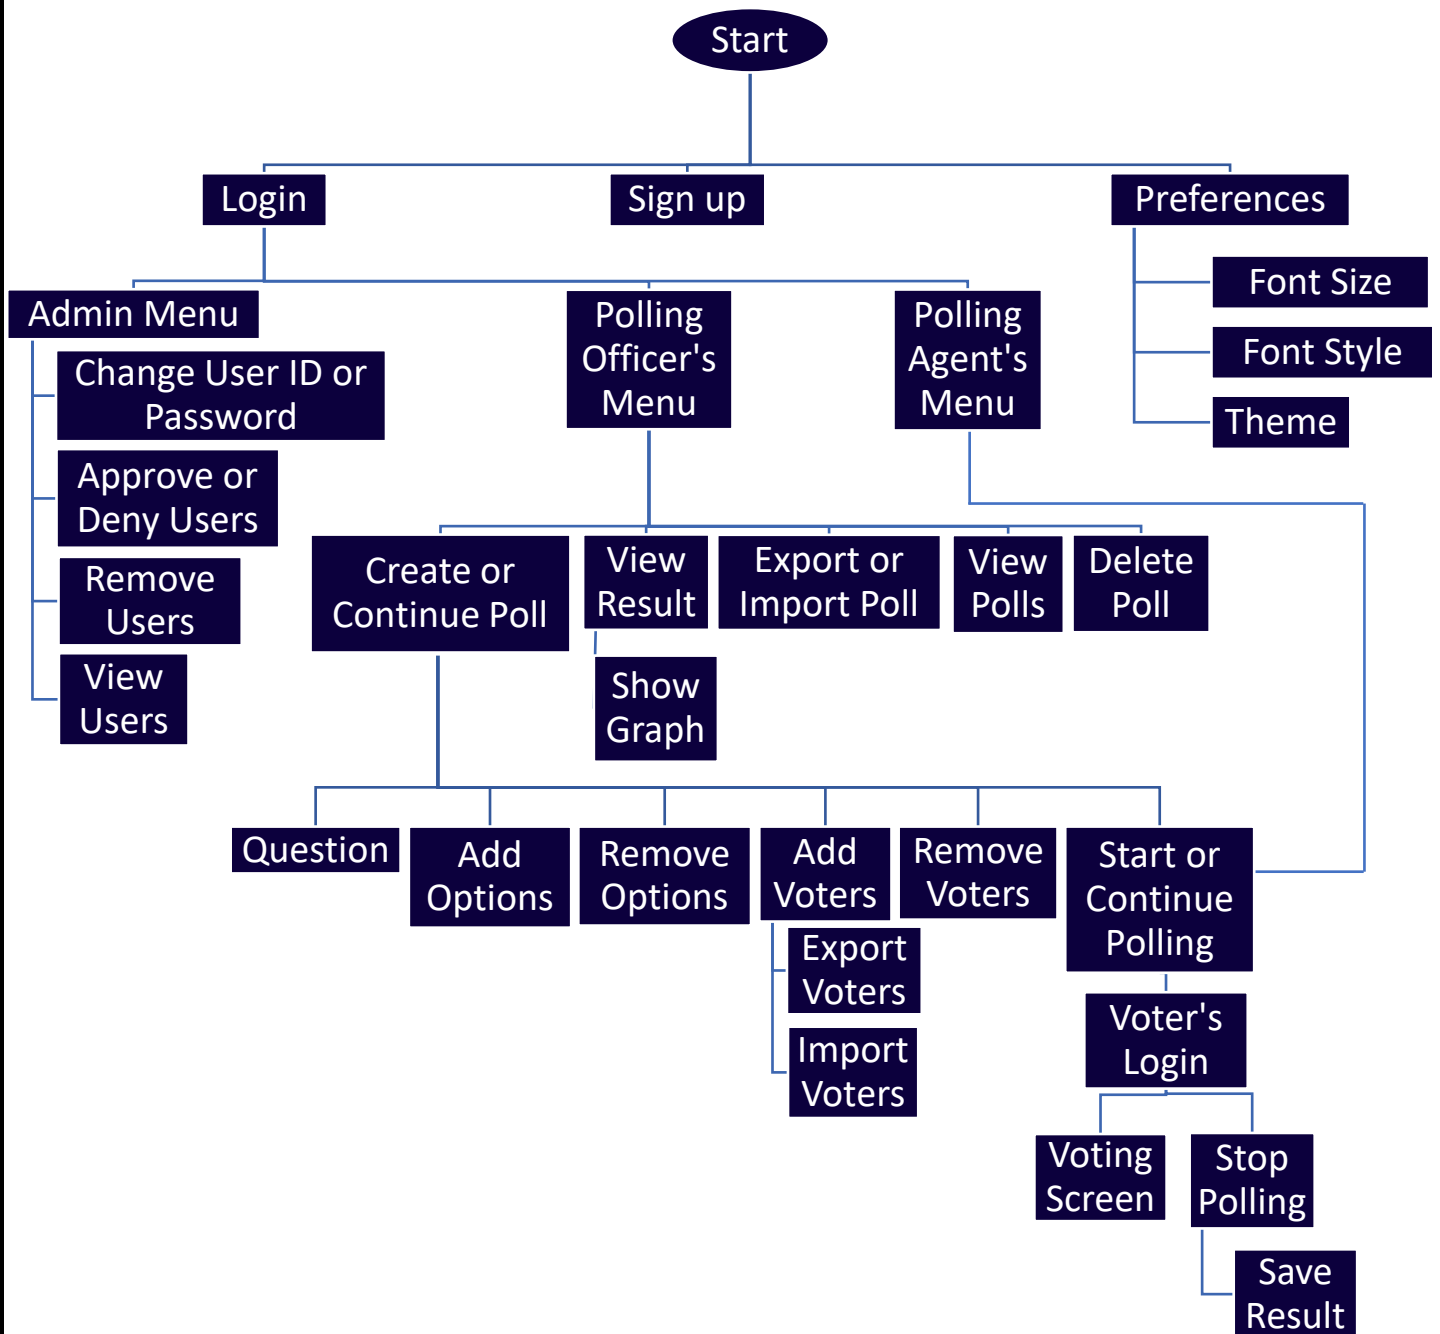 Start
Login
Sign up
Preferences
Font Size
Font Style
Theme
Admin Menu
Change User ID or
Password
Approve or
Deny Users
Remove
Users
View
Users
Polling
Officer's
Menu
Polling
Agent's
Menu
Create or
Continue Poll
View
Result
Show
Graph
Export or
Import Poll
View
Polls
Delete
Poll
Question
Add
Options
Remove
Options
Add
Voters
Export
Voters
Import
Voters
Remove
Voters
Start or
Continue
Polling
Voter's
Login
Voting
Screen
Stop
Polling
Save
Result